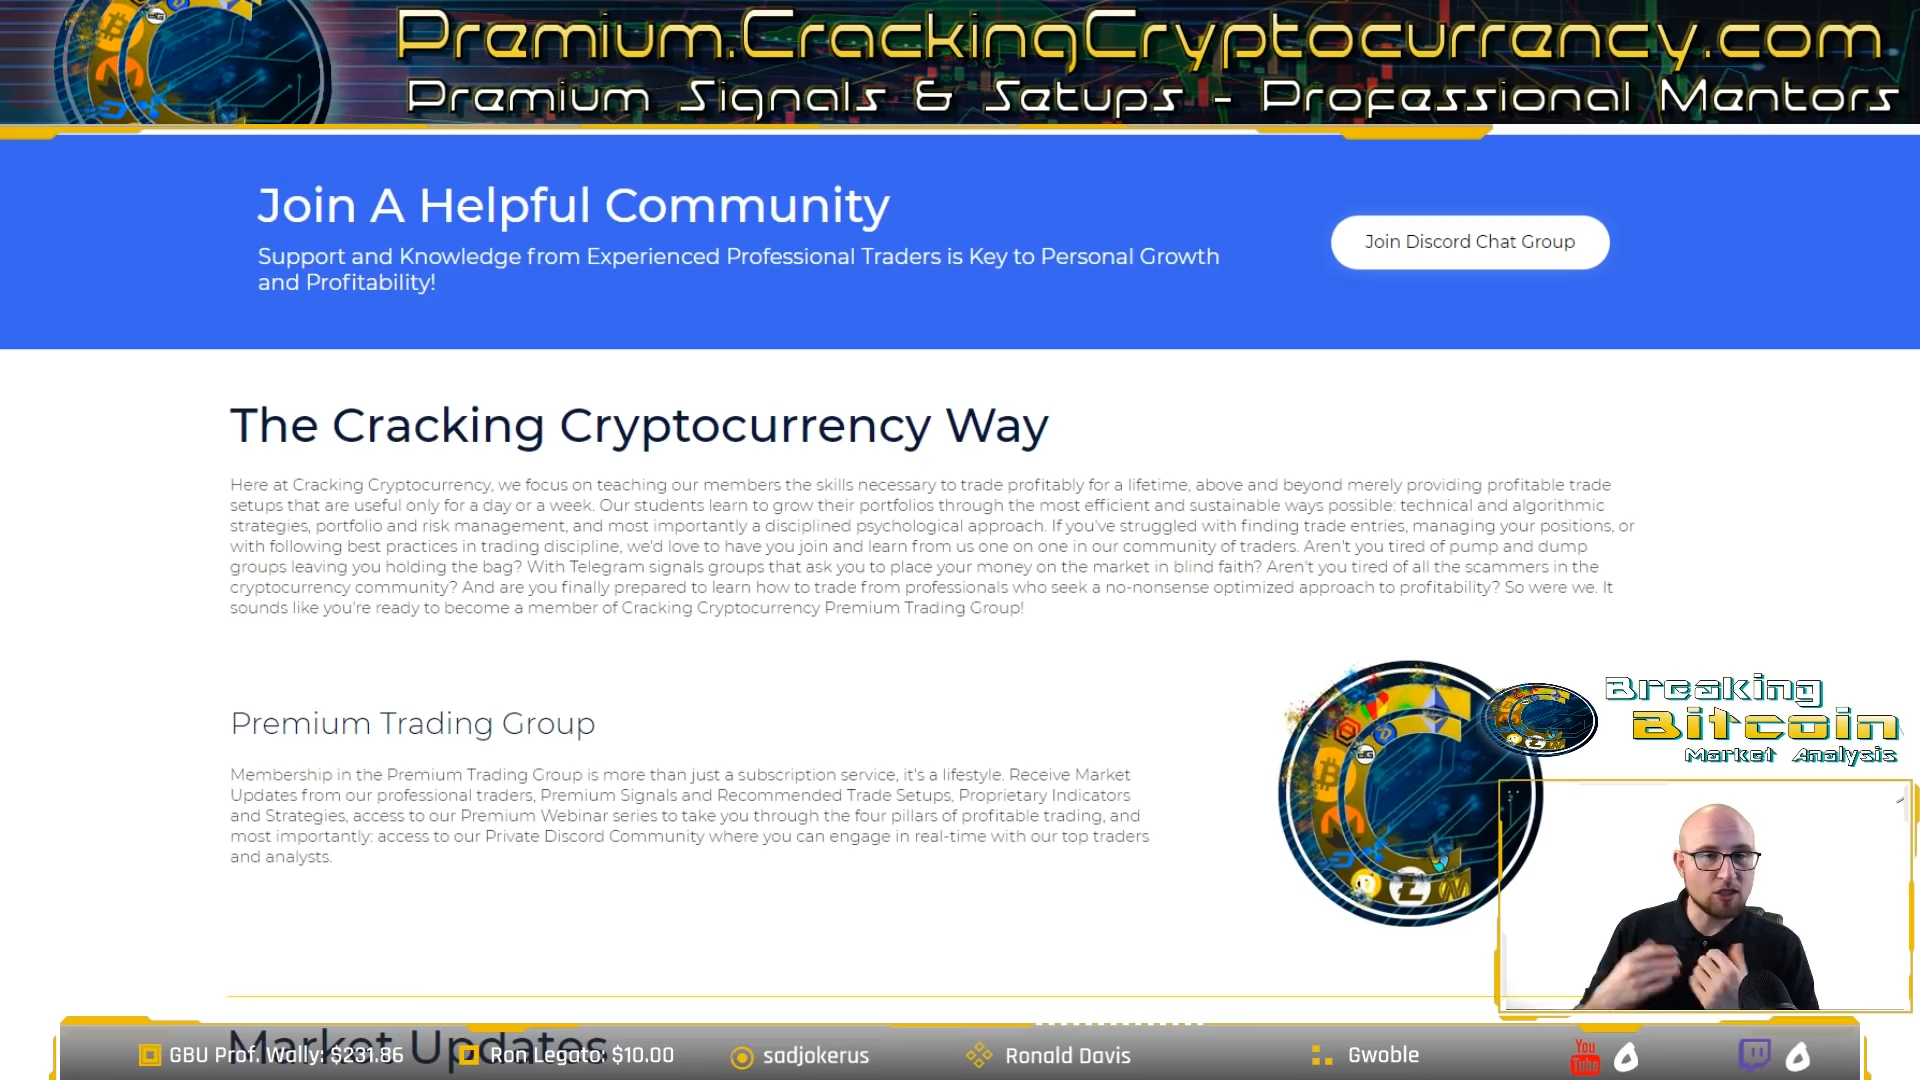 Premium.CrackingCryptocurrency.com
Premium Signals & Setups - Professional Mentors
Join A Helpful Community
Support and Knowledge from Experienced Professional Traders is Key to Personal Growth
and Profitability!
Join Discord Chat Group
The Cracking Cryptocurrency Way
Here at Cracking Cryptocurrency, we focus on teaching our members the skills necessary to trade profitably for a lifetime, above and beyond merely providing profitable trade
setups that are useful only for a day or a week. Our students learn to grow their portfolios through the most efficient and sustainable ways possible: technical and algorithmic
strategies, portfolio and risk management, and most importantly a disciplined psychological approach. If you've struggled with finding trade entries, managing your positions, or
with following best practices in trading discipline, we'd love to have you join and learn from us one on one in our community of traders. Aren't you tired of pump and dump
groups leaving you holding the bag? With Telegram signals groups that ask you to place your money on the market in blind faith? Aren't you tired of all the scammers in the
cryptocurrency community? And are you finally prepared to learn how to trade from professionals who seek a no-nonsense optimized approach to profitability? So were we. It
sounds like you're ready to become a member of Cracking Cryptocurrency Premium Trading Group!
Premium Trading Group
Membership in the Premium Trading Group is more than just a subscription service, it's a lifestyle. Receive Market
Updates from our professional traders, Premium Signals and Recommended Trade Setups, Proprietary Indicators
and Strategies, access to our Premium Webinar series to take you through the four pillars of profitable trading, and
most importantly: access to our Private Discord Community where you can engage in real-time with our top traders
and analysts.
Breaking
Bitcoin
Market Analysis
Market Updates
GBU Prof. Wally: $231.86
Ron Legato: $10.00
sadjokerus
Ronald Davis
Gwoble
You
Tube
0
0